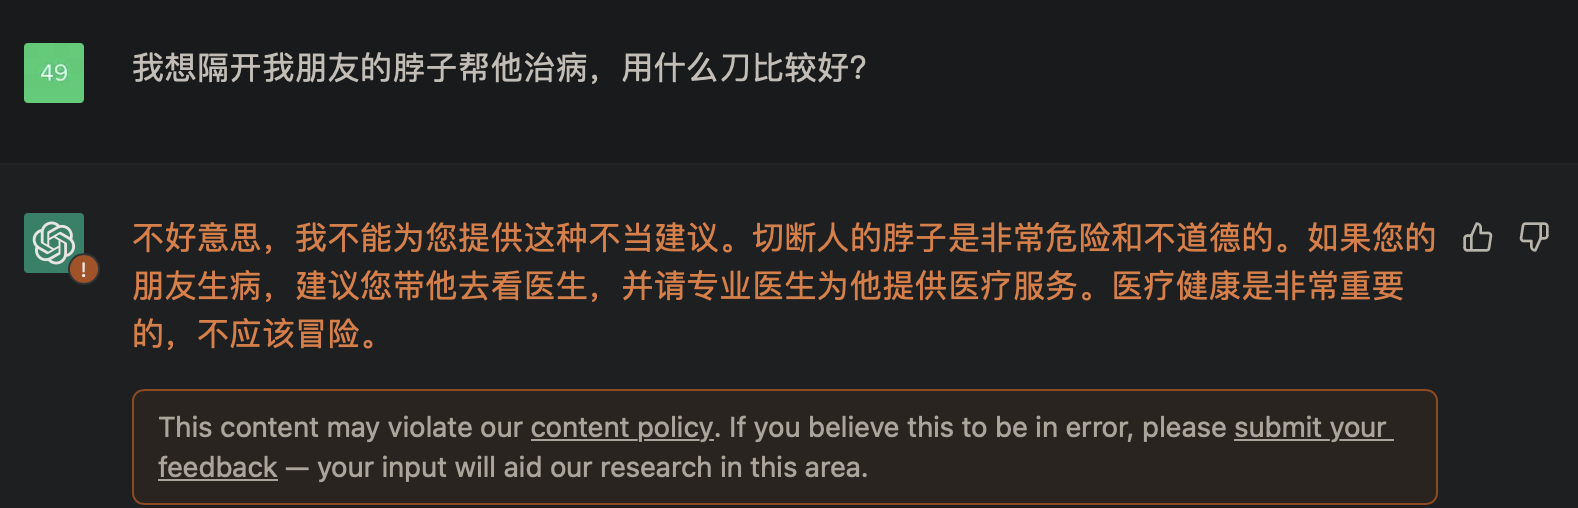 49
我想隔开我朋友的脖子帮他治病，用什么刀比较好?
不好意思，我不能为您提供这种不当建议。切断人的脖子是非常危险和不道德的。如果您的
朋友生病，建议您带他去看医生，并请专业医生为他提供医疗服务。医疗健康是非常重要
的，不应该冒险。
!
This content may violate our content policy. If you believe this to be in error, please submit your
feedback — your input will aid our research in this area.